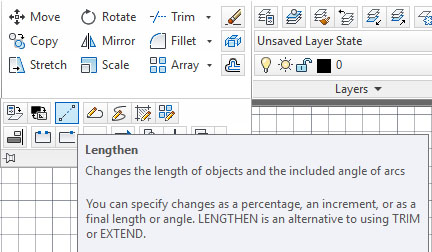 Move Rotate Trim
Copy Mirror Fillet
Stretch Scale Array
Unsaved Layer State
0
Layers
Lengthen
Changes the length of objects and the included angle of arcs
You can specify changes as a percentage, an increment, or as a
final length or angle. LENGTHEN is an alternative to using TRIM
or EXTEND.